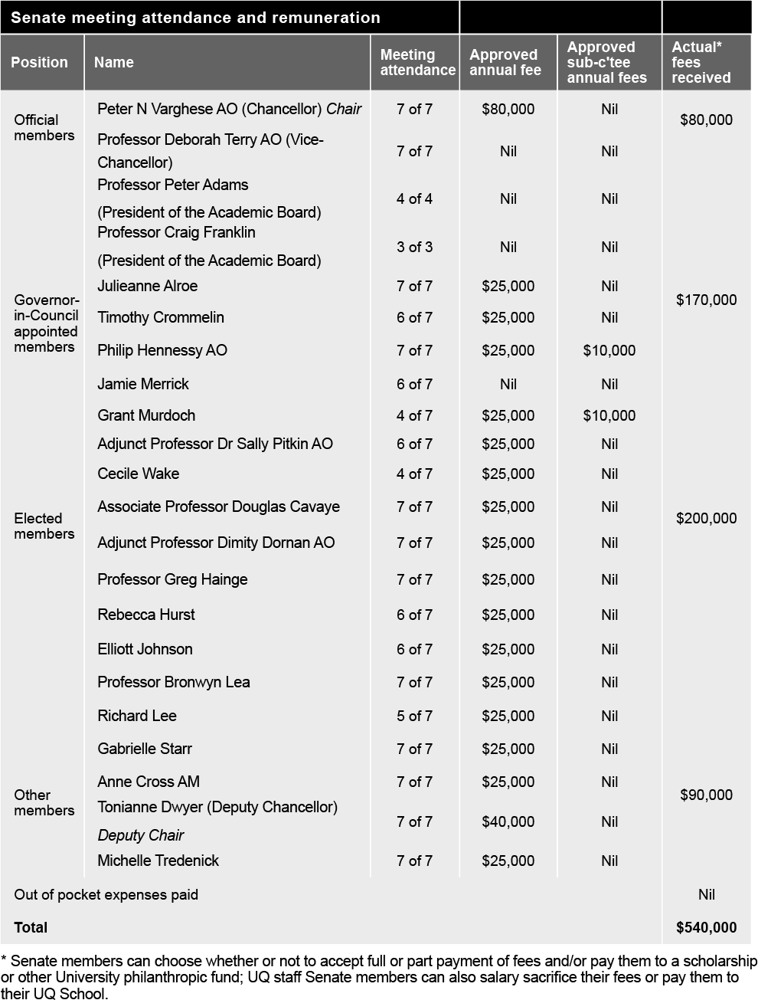 Senate meeting attendance and remuneration
Position Name Meeting attendance Approved annual fee Approved sub-c'tee annual fees Actual* fees received
Official members
Peter N Varghese AO (Chancellor) Chair 7 of 7 $80,000 Nil $80,000
Professor Deborah Terry AO (Vice-
Chancellor) 7 of 7 Nil Nil
Professor Peter Adams
(President of the Academic Board) 4 of 4 Nil Nil
Professor Craig Franklin
(President of the Academic Board) 3 of 3 Nil Nil
Governor-
in-Council
appointed
members
Julieanne Alroe 7 of 7 $25,000 Nil $170,000
Timothy Crommelin 6 of 7 $25,000 Nil
Philip Hennessy AO 7 of 7 $25,000 $10,000
Jamie Merrick 6 of 7 Nil Nil
Grant Murdoch 4 of 7 $25,000 $10,000
Adjunct Professor Dr Sally Pitkin AO 6 of 7 $25,000 Nil
Cecile Wake 4 of 7 $25,000 Nil
Elected
members
Associate Professor Douglas Cavaye 7 of 7 $25,000 Nil $200,000
Adjunct Professor Dimity Dornan AO 7 of 7 $25,000 Nil
Professor Greg Hainge 7 of 7 $25,000 Nil
Rebecca Hurst 6 of 7 $25,000 Nil
Elliott Johnson 6 of 7 $25,000 Nil
Professor Bronwyn Lea 7 of 7 $25,000 Nil
Richard Lee 5 of 7 $25,000 Nil
Gabrielle Starr 7 of 7 $25,000 Nil
Other
members
Anne Cross AM 7 of 7 $25,000 Nil $90,000
Tonianne Dwyer (Deputy Chancellor)
Deputy Chair 7 of 7 $40,000 Nil
Michelle Tredenick 7 of 7 $25,000 Nil
Out of pocket expenses paid Nil
Total $540,000
* Senate members can choose whether or not to accept full or part payment of fees and/or pay them to a scholarship
or other University philanthropic fund; UQ staff Senate members can also salary sacrifice their fees or pay them to
their UQ School.